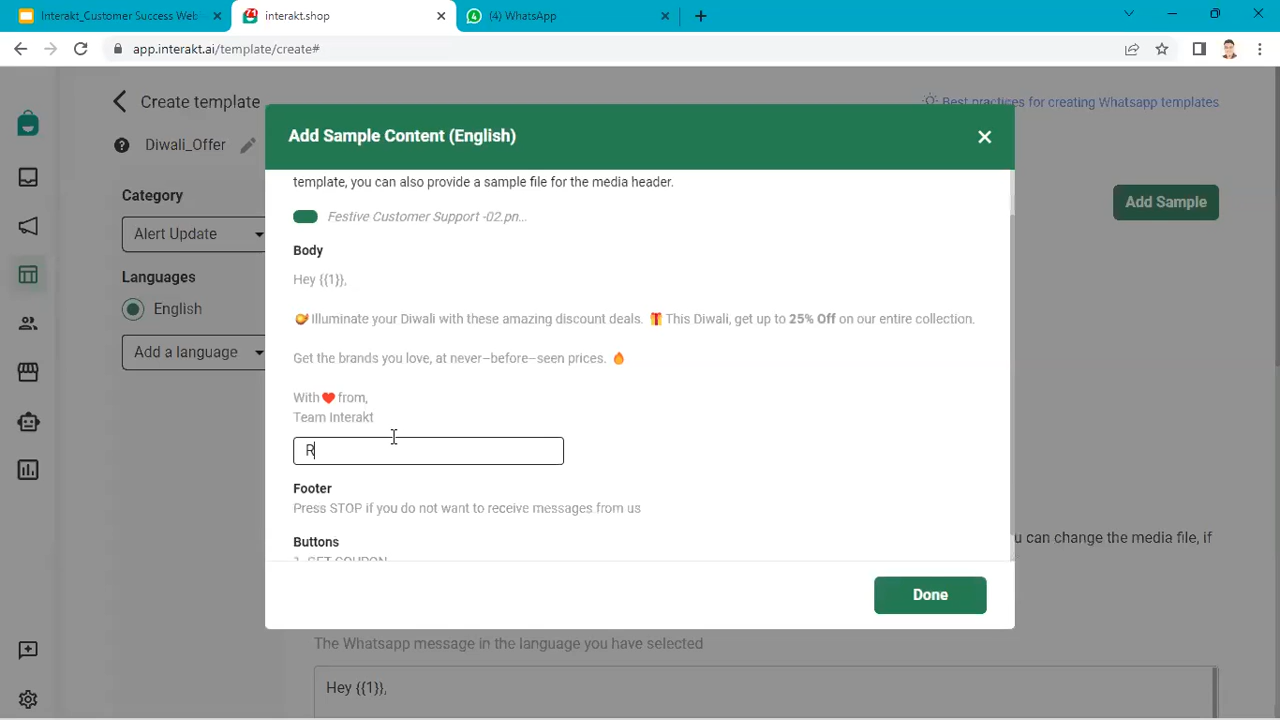 Interakt_Customer Success Web
interakt.shop
(4) WhatsApp
app.interakt.ai/template/create#
Create template
Best practices for creating Whatsapp templates
Diwali_Offer
Add Sample Content (English)
Category
template, you can also provide a sample file for the media header.
Add Sample
Festive Customer Support -02.pn...
Alert Update
Body
Languages
Hey {{1}},
English
🪔 Illuminate your Diwali with these amazing discount deals. 🎁 This Diwali, get up to 25% Off on our entire collection.
Add a language
Get the brands you love, at never–before–seen prices. 🔥
With ❤️ from,
Team Interakt
R
Footer
Press STOP if you do not want to receive messages from us
Buttons
u can change the media file, if
1. GET COUPON
Done
The Whatsapp message in the language you have selected
Hey {{1}},